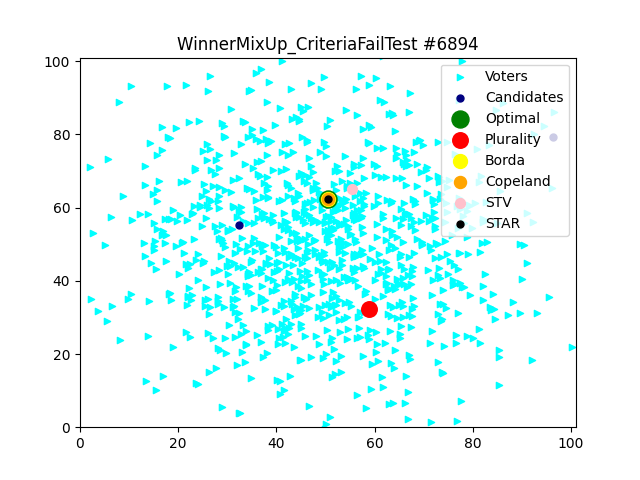 WinnerMixUp_CriteriaFailTest #6894
100
80
60
40
20
0
0 20 40 60 80 100
Voters
Candidates
Optimal
Plurality
Borda
Copeland
STV
STAR